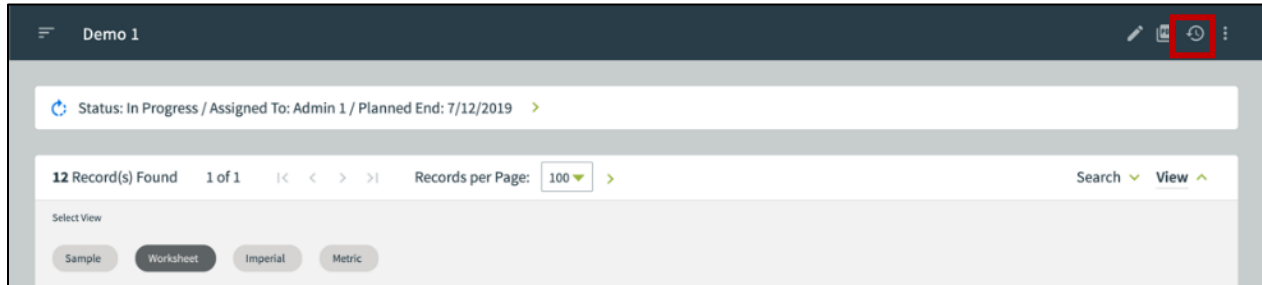 Demo 1
Status: In Progress / Assigned To: Admin 1 / Planned End: 7/12/2019
12 Record(s) Found 1 of 1 Records per Page: 100 Search View
Select View
Sample Worksheet Imperial Metric